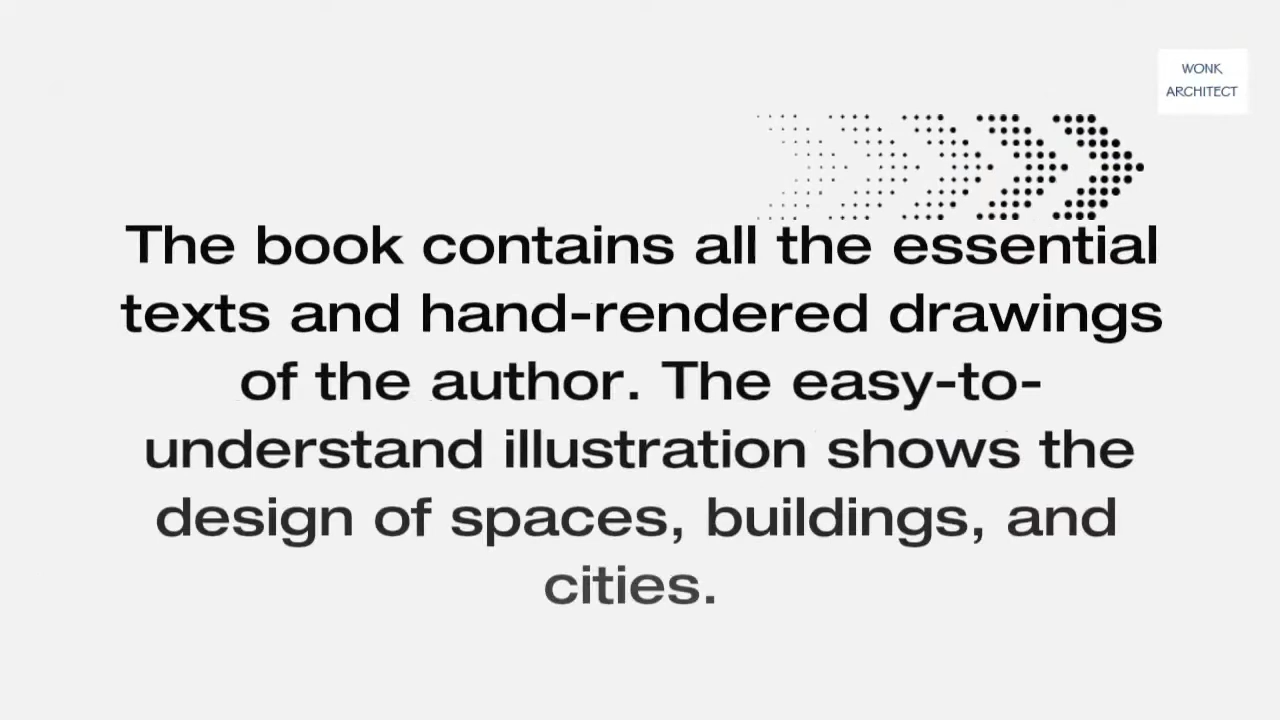 WONK
ARCHITECT
The book contains all the essential
texts and hand-rendered drawings
of the author. The easy-to-
understand illustration shows the
design of spaces, buildings, and
cities.